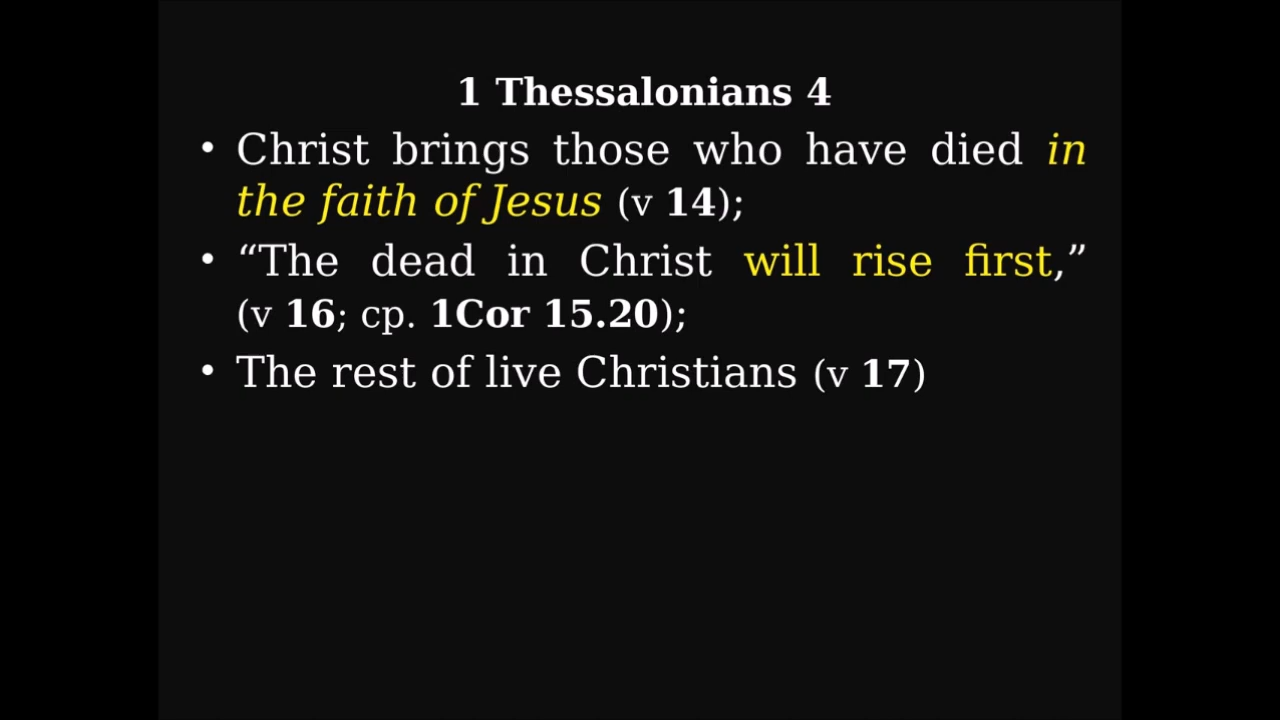 1 Thessalonians 4
• Christ brings those who have died in
the faith of Jesus (v 14);
• “The dead in Christ will rise first,”
(v 16; cp. 1Cor 15.20);
• The rest of live Christians (v 17)